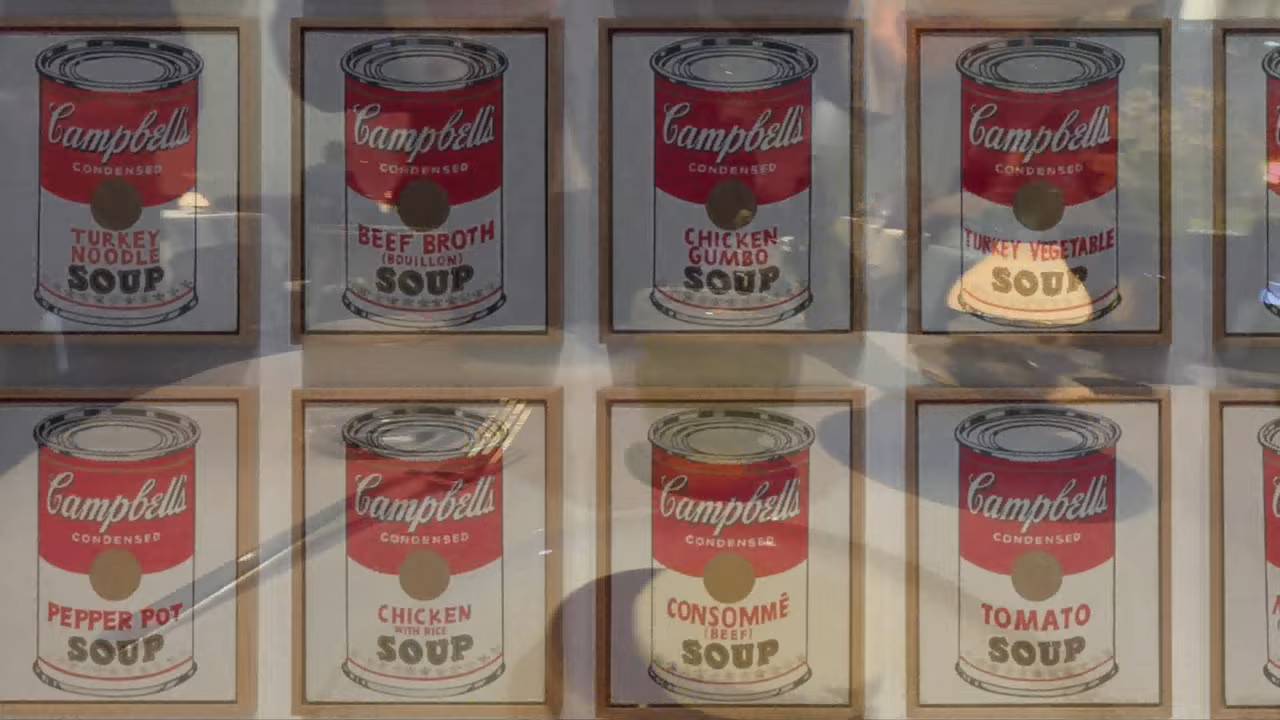 Campbell's
CONDENSED
TURKEY
NOODLE
SOUP
Campbell's
CONDENSED
BEEF BROTH
(BOUILLON)
SOUP
Campbell's
CONDENSED
CHICKEN
GUMBO
SOUP
Campbell's
CONDENSED
TURKEY VEGETABLE
SOUP
Campbell's
CONDENSED
PEPPER POT
SOUP
Campbell's
CONDENSED
CHICKEN
WITH RICE
SOUP
Campbell's
CONDENSED
CONSOMMÉ
(BEEF)
SOUP
Campbell's
CONDENSED
TOMATO
SOUP